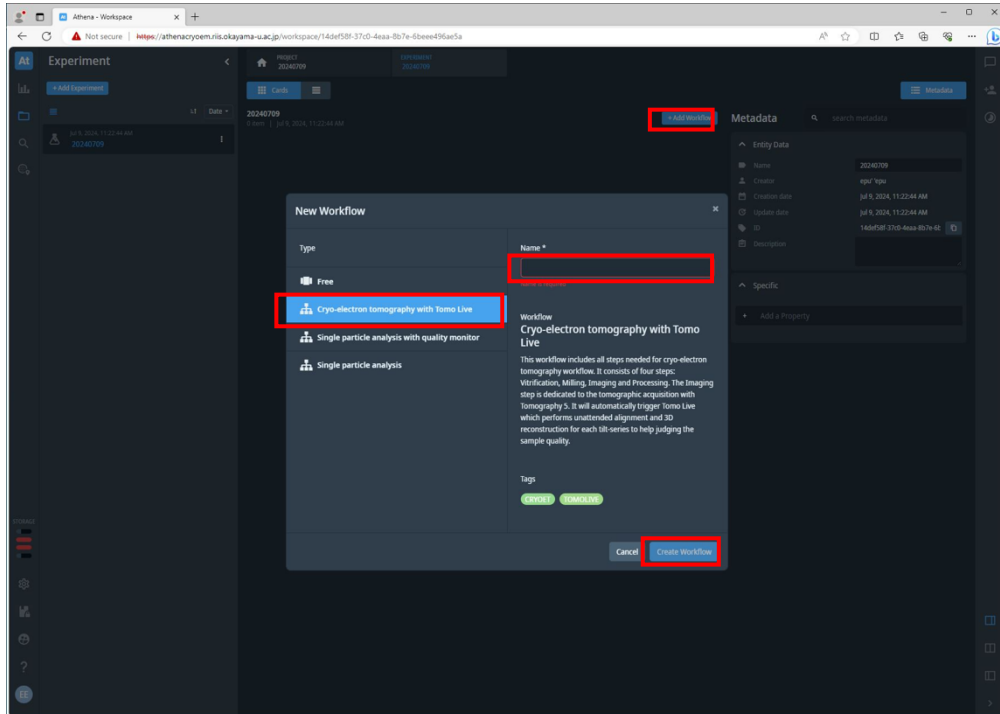 Athena - Workspace
Not secure | https://athenacryoem.riis.okayama-u.ac.jp/workspace/14def58f-37c0-4eaa-8b7e-6beee496ae5a
At
Experiment
PROJECT
20240709
EXPERIMENT
20240709
+ Add Experiment
Cards
Metadata
Date
20240709
0 item | Jul 9, 2024, 11:22:44 AM
+ Add Workflow
Metadata
search metadata
Jul 9, 2024, 11:22:44 AM
20240709
Entity Data
Name
20240709
Creator
epu' 'epu
Creation date
Jul 9, 2024, 11:22:44 AM
Update date
Jul 9, 2024, 11:22:44 AM
ID
14def58f-37c0-4eaa-8b7e-6b
Description
Specific
+ Add a Property
New Workflow
Type
Free
Cryo-electron tomography with Tomo Live
Single particle analysis with quality monitor
Single particle analysis
Name *
Name is required
Workflow
Cryo-electron tomography with Tomo
Live
This workflow includes all steps needed for cryo-electron
tomography workflow. It consists of four steps:
Vitrification, Milling, Imaging and Processing. The Imaging
step is dedicated to the tomographic acquisition with
Tomography 5. It will automatically trigger Tomo Live
which performs unattended alignment and 3D
reconstruction for each tilt-series to help judging the
sample quality.
Tags
CRYOET
TOMOLIVE
Cancel
Create Workflow
STORAGE
EE